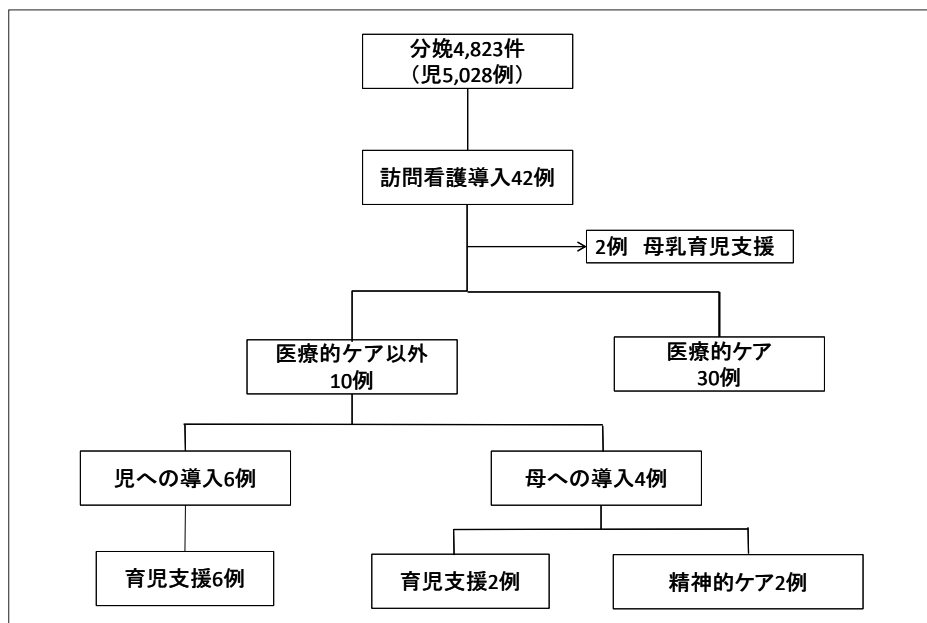 分娩4,823件
（児5,028例）
訪問看護導入42例
2例 母乳育児支援
医療的ケア以外
10例
医療的ケア
30例
児への導入6例
母への導入4例
育児支援6例
育児支援2例
精神的ケア2例